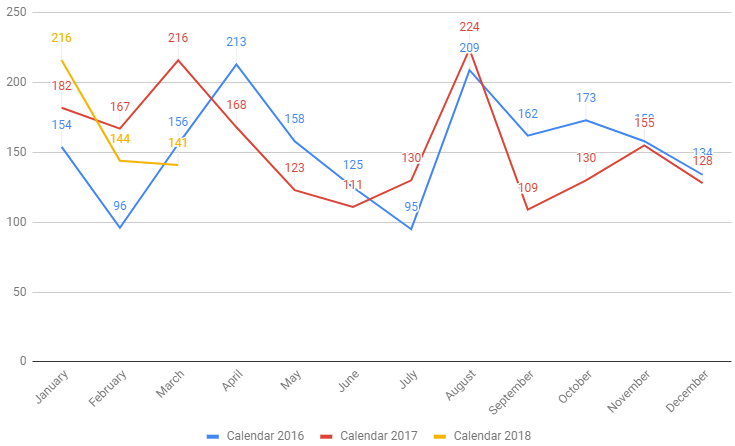 250
200
150
100
50
0
216
182
154
167
144
96
216
156
141
213
168
158
123
125
111
130
95
224
209
162
109
173
130
155
134
128
January
February
March
April
May
June
July
August
September
October
November
December
Calendar 2016
Calendar 2017
Calendar 2018